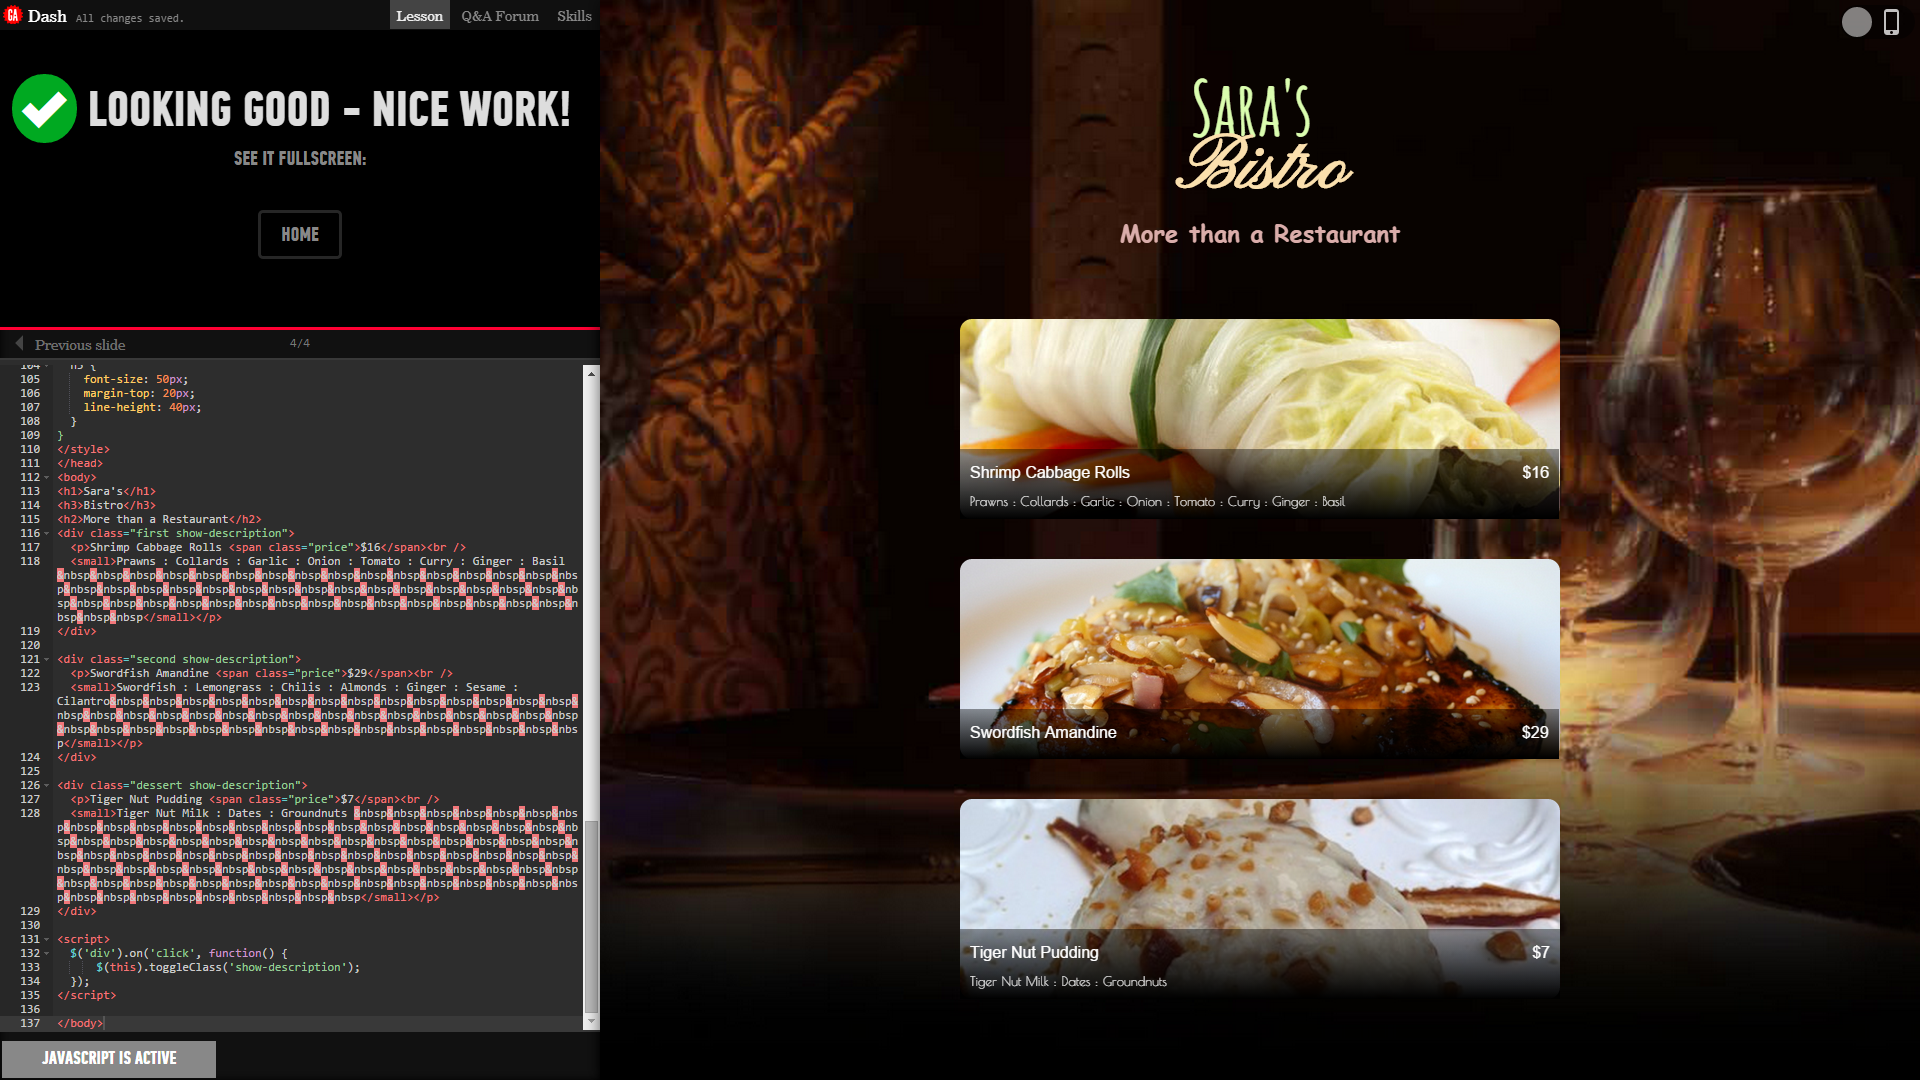 GA Dash All changes saved.
Lesson Q&A Forum Skills
LOOKING GOOD - NICE WORK!
SEE IT FULLSCREEN:
HOME
Previous slide 4/4
104 h3 {
105 font-size: 50px;
106 margin-top: 20px;
107 line-height: 40px;
108 }
109 }
110 </style>
111 </head>
112 <body>
113 <h1>Sara's</h1>
114 <h3>Bistro</h3>
115 <h2>More than a Restaurant</h2>
116 <div class="first show-description">
117 <p>Shrimp Cabbage Rolls <span class="price">$16</span><br />
118 <small>Prawns : Collards : Garlic : Onion : Tomato : Curry : Ginger : Basil
&nbsp&nbsp&nbsp&nbsp&nbsp&nbsp&nbsp&nbsp&nbsp&nbsp&nbsp&nbsp&nbsp&nbsp&nbsp&nbs
p&nbsp&nbsp&nbsp&nbsp&nbsp&nbsp&nbsp&nbsp&nbsp&nbsp&nbsp&nbsp&nbsp&nbsp&nbsp&nb
sp&nbsp&nbsp&nbsp&nbsp&nbsp&nbsp&nbsp&nbsp&nbsp&nbsp&nbsp&nbsp&nbsp&nbsp&nbsp&n
bsp&nbsp&nbsp</small></p>
119 </div>
120
121 <div class="second show-description">
122 <p>Swordfish Amandine <span class="price">$29</span><br />
123 <small>Swordfish : Lemongrass : Chilis : Almonds : Ginger : Sesame :
Cilantro&nbsp&nbsp&nbsp&nbsp&nbsp&nbsp&nbsp&nbsp&nbsp&nbsp&nbsp&nbsp&nbsp&nbsp&
nbsp&nbsp&nbsp&nbsp&nbsp&nbsp&nbsp&nbsp&nbsp&nbsp&nbsp&nbsp&nbsp&nbsp&nbsp&nbsp
&nbsp&nbsp&nbsp&nbsp&nbsp&nbsp&nbsp&nbsp&nbsp&nbsp&nbsp&nbsp&nbsp&nbsp&nbsp&nbs
p</small></p>
124 </div>
125
126 <div class="dessert show-description">
127 <p>Tiger Nut Pudding <span class="price">$7</span><br />
128 <small>Tiger Nut Milk : Dates : Groundnuts &nbsp&nbsp&nbsp&nbsp&nbsp&nbsp&nbs
p&nbsp&nbsp&nbsp&nbsp&nbsp&nbsp&nbsp&nbsp&nbsp&nbsp&nbsp&nbsp&nbsp&nbsp&nbsp&nb
sp&nbsp&nbsp&nbsp&nbsp&nbsp&nbsp&nbsp&nbsp&nbsp&nbsp&nbsp&nbsp&nbsp&nbsp&nbsp&n
bsp&nbsp&nbsp&nbsp&nbsp&nbsp&nbsp&nbsp&nbsp&nbsp&nbsp&nbsp&nbsp&nbsp&nbsp&nbsp&
nbsp&nbsp&nbsp&nbsp&nbsp&nbsp&nbsp&nbsp&nbsp&nbsp&nbsp&nbsp&nbsp&nbsp&nbsp&nbsp
&nbsp&nbsp&nbsp&nbsp&nbsp&nbsp&nbsp&nbsp&nbsp&nbsp&nbsp&nbsp&nbsp&nbsp&nbsp&nbs
p&nbsp&nbsp&nbsp&nbsp&nbsp&nbsp&nbsp&nbsp&nbsp</small></p>
129 </div>
130
131 <script>
132 $('div').on('click', function() {
133 $(this).toggleClass('show-description');
134 });
135 </script>
136
137 </body>
JAVASCRIPT IS ACTIVE
Sara's
Bistro
More than a Restaurant
Shrimp Cabbage Rolls $16
Prawns : Collards : Garlic : Onion : Tomato : Curry : Ginger : Basil
Swordfish Amandine $29
Tiger Nut Pudding $7
Tiger Nut Milk : Dates : Groundnuts